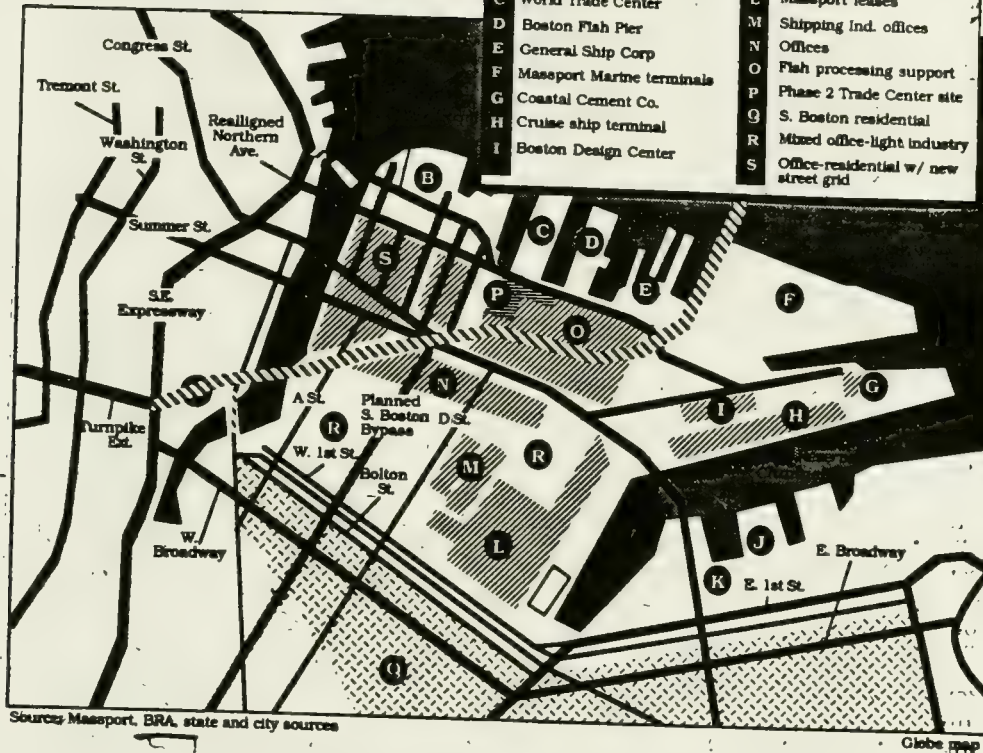 C World Trade Center
D Boston Fish Pier
E General Ship Corp
F Massport Marine terminals
G Coastal Cement Co.
H Cruise ship terminal
I Boston Design Center
L Massport leases
M Shipping Ind. offices
N Offices
O Fish processing support
P Phase 2 Trade Center site
Q S. Boston residential
R Mixed office-light industry
S Office-residential w/ new
street grid
Congress St.
Tremont St.
Washington
St.
Realligned
Northern
Ave.
Summer St.
S.E.
Expressway
Turnpike
Ext.
W.
Broadway
A St.
Planned
S. Boston
Bypass
D St.
W. 1st St.
Bolton
St.
E. Broadway
E. 1st St.
B
C
D
E
F
S
P
O
N
I
G
H
R
R
M
L
J
K
Q
Source: Massport, BRA, state and city sources
Globe map